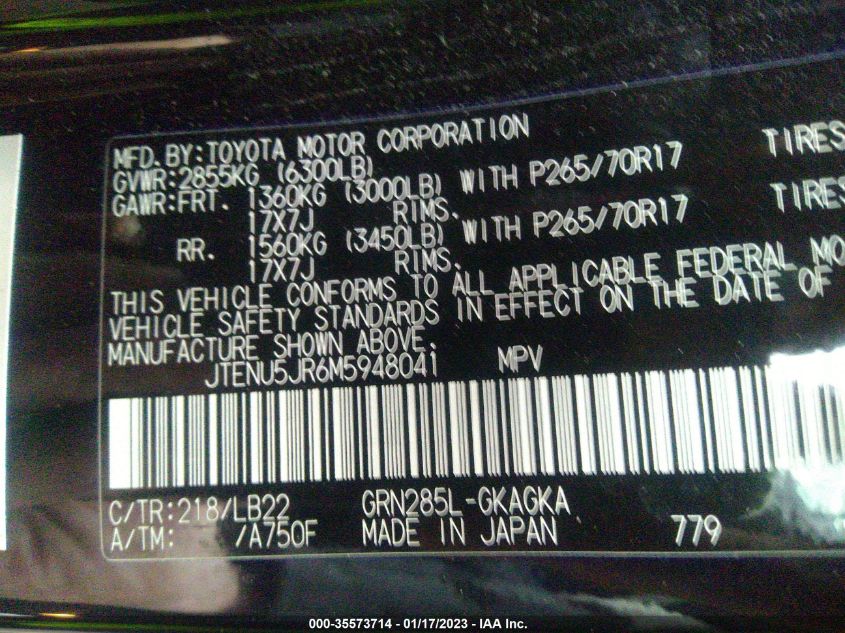 MFD. BY: TOYOTA MOTOR CORPORATION
GVWR: 2855KG (6300LB)
GAWR: FRT. 1360KG (3000LB) WITH P265/70R17 TIRES
17X7J RIMS.
RR. 1560KG (3450LB) WITH P265/70R17 TIRES
17X7J RIMS.
THIS VEHICLE CONFORMS TO ALL APPLICABLE FEDERAL MO
VEHICLE SAFETY STANDARDS IN EFFECT ON THE DATE OF
MANUFACTURE SHOWN ABOVE.
JTENU5JR6M5948041 MPV
C/TR: 218/LB22 GRN285L-GKAGKA
A/TM: /A750F MADE IN JAPAN 779
000-35573714 - 01/17/2023 - IAA Inc.